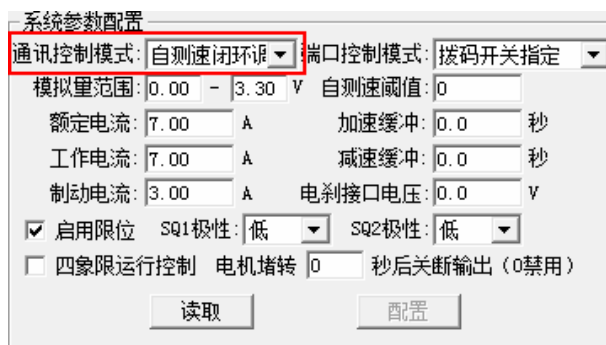 系统参数配置
通讯控制模式: 自测速闭环调 端口控制模式: 拨码开关指定
模拟量范围: 0.00 - 3.30 V 自测速阈值: 0
额定电流: 7.00 A 加速缓冲: 0.0 秒
工作电流: 7.00 A 减速缓冲: 0.0 秒
制动电流: 3.00 A 电刹接口电压: 0.0 V
启用限位 SQ1极性: 低 SQ2极性: 低
四象限运行控制 电机堵转 0 秒后关断输出（0禁用）
读取 配置